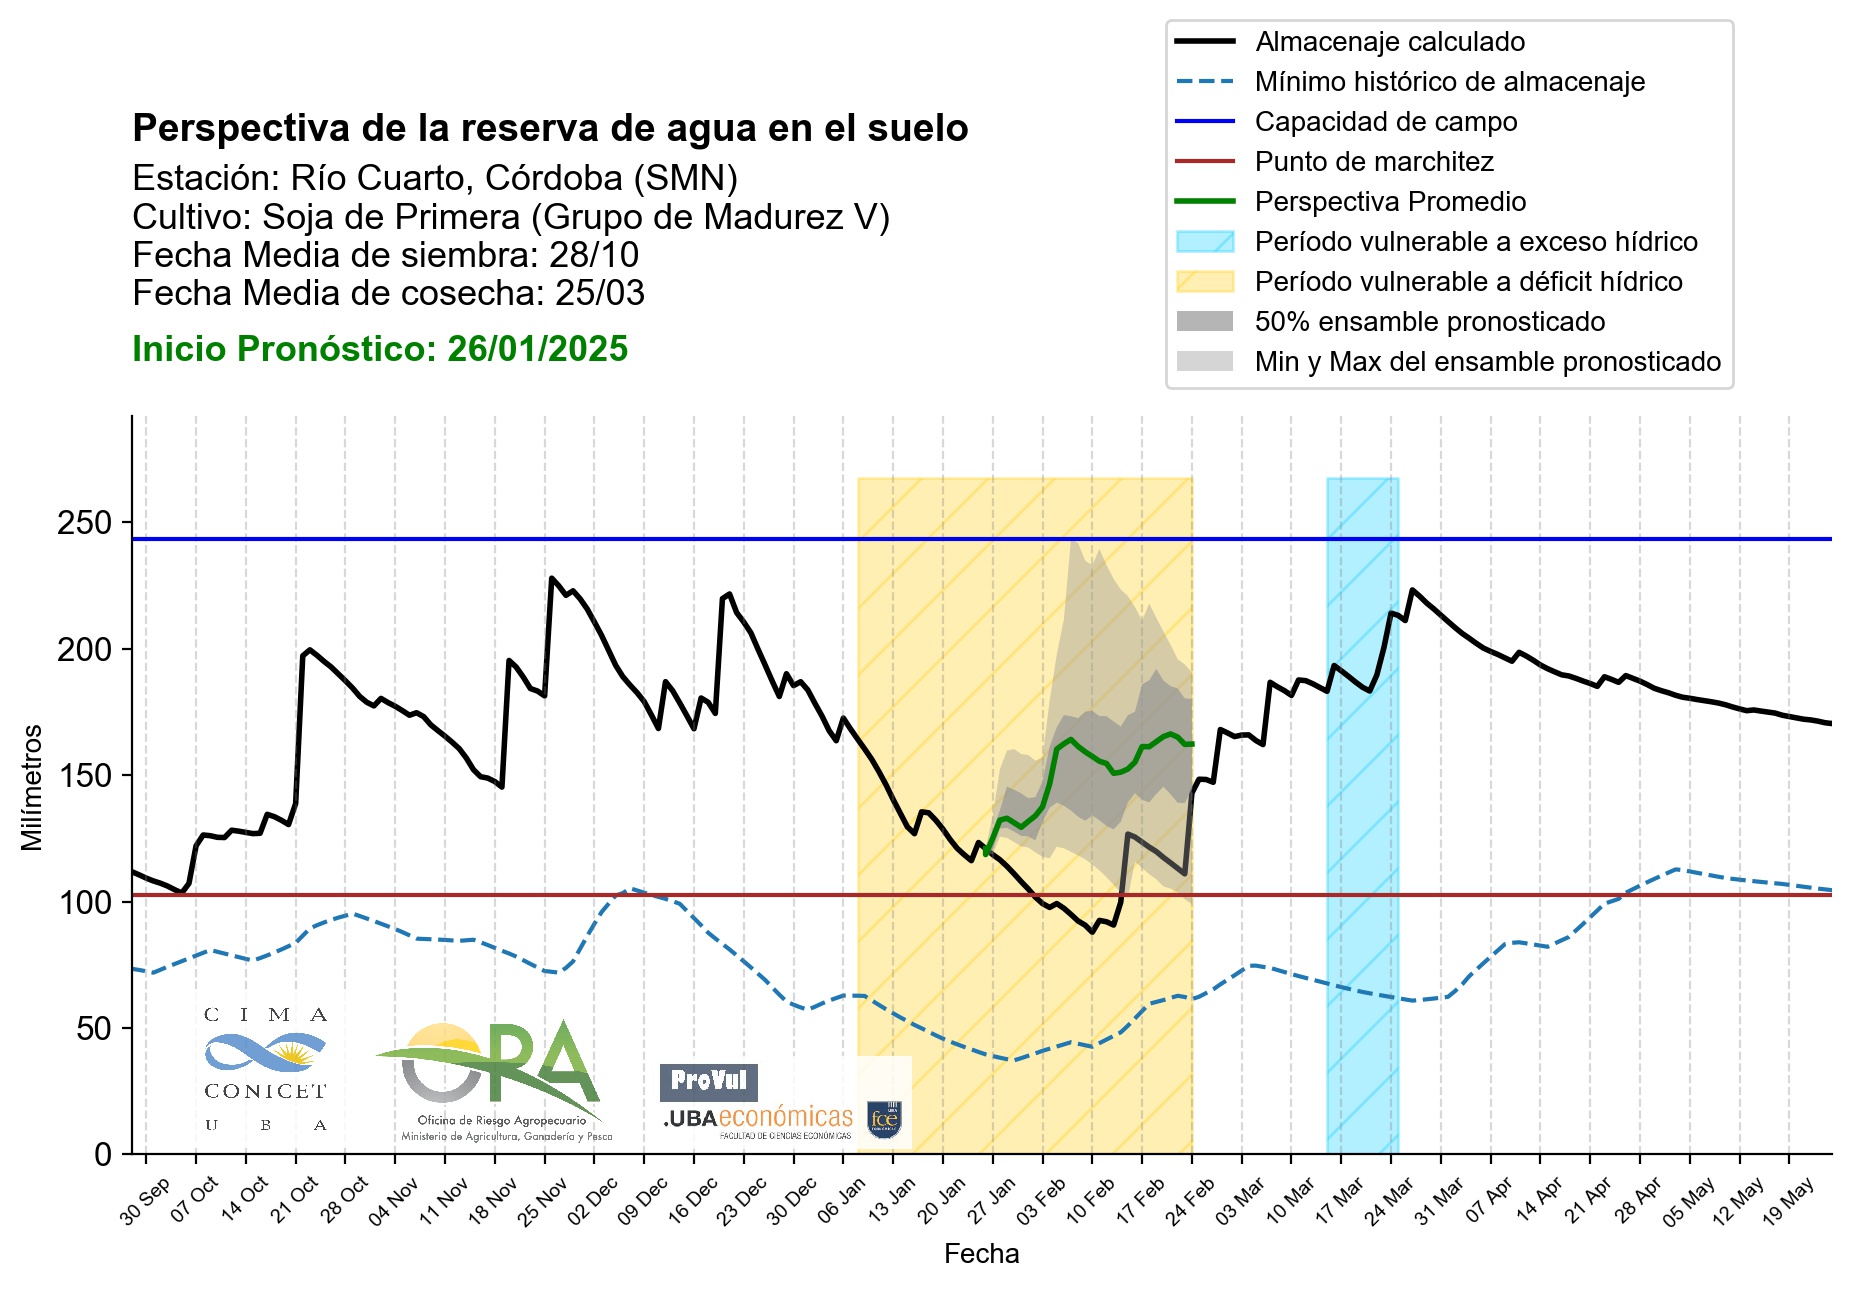 Almacenaje calculado
Mínimo histórico de almacenaje
Capacidad de campo
Punto de marchitez
Perspectiva Promedio
Período vulnerable a exceso hídrico
Período vulnerable a déficit hídrico
50% ensamble pronosticado
Min y Max del ensamble pronosticado
Perspectiva de la reserva de agua en el suelo
Estación: Río Cuarto, Córdoba (SMN)
Cultivo: Soja de Primera (Grupo de Madurez V)
Fecha Media de siembra: 28/10
Fecha Media de cosecha: 25/03
Inicio Pronóstico: 26/01/2025
Milímetros
250
200
150
100
50
0
C I M A
CONICET
U B A
ORA
Oficina de Riesgo Agropecuario
Ministerio de Agricultura, Ganadería y Pesca
ProVul
.UBAeconómicas
FACULTAD DE CIENCIAS ECONÓMICAS
UBA
fce
ECONÓMICAS
30 Sep
07 Oct
14 Oct
21 Oct
28 Oct
04 Nov
11 Nov
18 Nov
25 Nov
02 Dec
09 Dec
16 Dec
23 Dec
30 Dec
06 Jan
13 Jan
20 Jan
27 Jan
03 Feb
10 Feb
17 Feb
24 Feb
03 Mar
10 Mar
17 Mar
24 Mar
31 Mar
07 Apr
14 Apr
21 Apr
28 Apr
05 May
12 May
19 May
Fecha